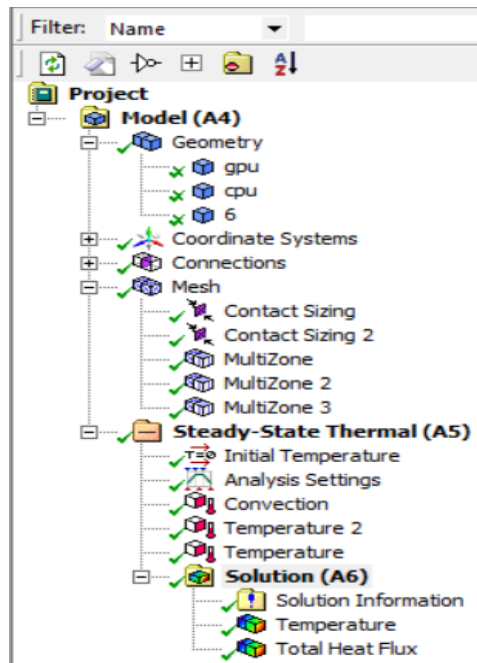 Filter: Name
Project
Model (A4)
Geometry
gpu
cpu
6
Coordinate Systems
Connections
Mesh
Contact Sizing
Contact Sizing 2
MultiZone
MultiZone 2
MultiZone 3
Steady-State Thermal (A5)
Initial Temperature
Analysis Settings
Convection
Temperature 2
Temperature
Solution (A6)
Solution Information
Temperature
Total Heat Flux